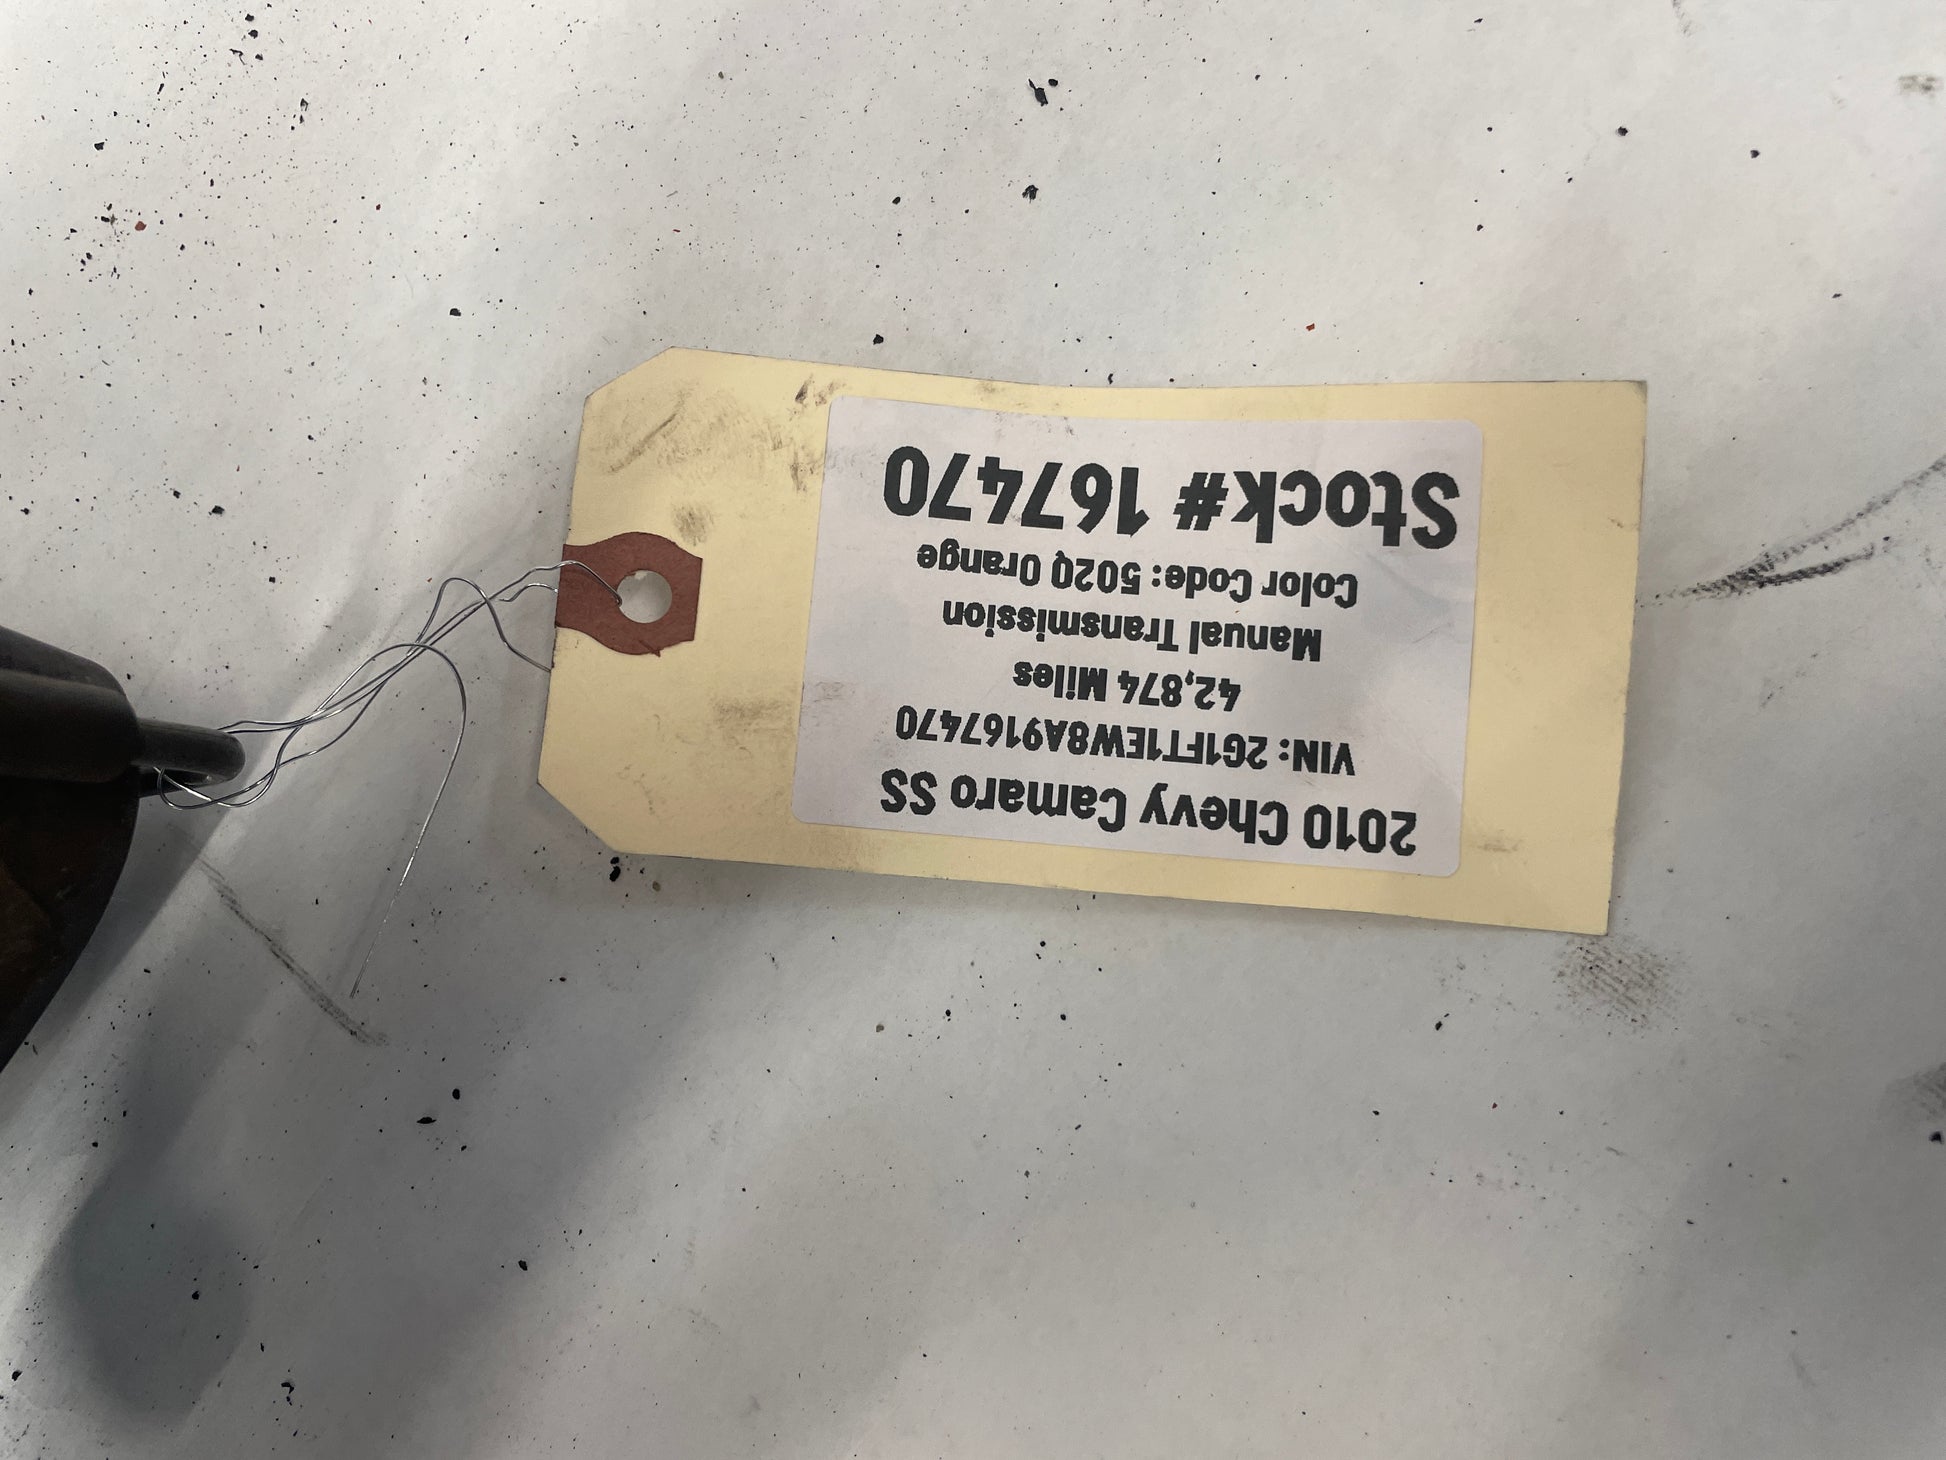 2010 Chevy Camaro SS
VIN: 2G1FT1EW8A9167470
42,874 Miles
Manual Transmission
Color Code: 502Q Orange
Stock# 167470